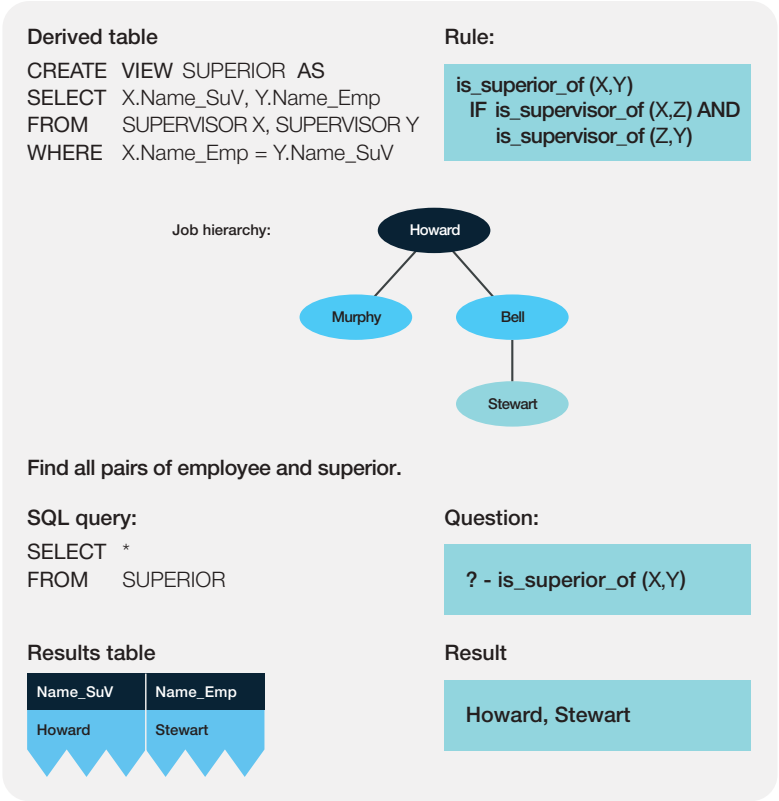 Derived table
CREATE VIEW SUPERIOR AS
SELECT X.Name_SuV, Y.Name_Emp
FROM SUPERVISOR X, SUPERVISOR Y
WHERE X.Name_Emp = Y.Name_SuV
Rule:
is_superior_of (X,Y)
IF is_supervisor_of (X,Z) AND
is_supervisor_of (Z,Y)
Job hierarchy:
Howard
Murphy
Bell
Stewart
Find all pairs of employee and superior.
SQL query:
SELECT *
FROM SUPERIOR
Question:
? - is_superior_of (X,Y)
Results table
Name_SuV Name_Emp
Howard Stewart
Result
Howard, Stewart